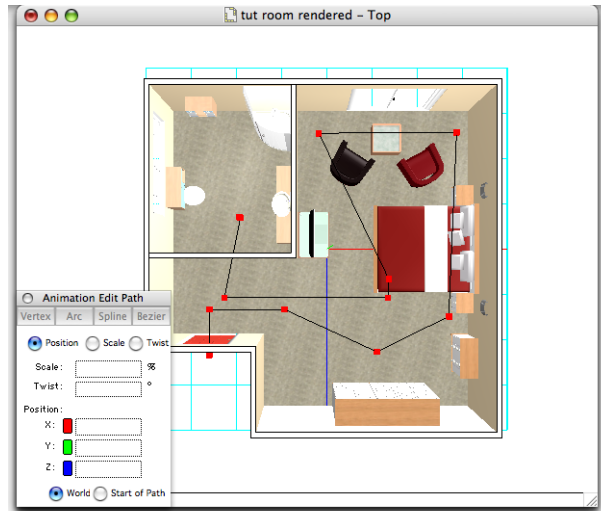 tut room rendered – Top
Animation Edit Path
Vertex Arc Spline Bezier
Position Scale Twist
Scale: %
Twist: °
Position:
X:
Y:
Z:
World Start of Path